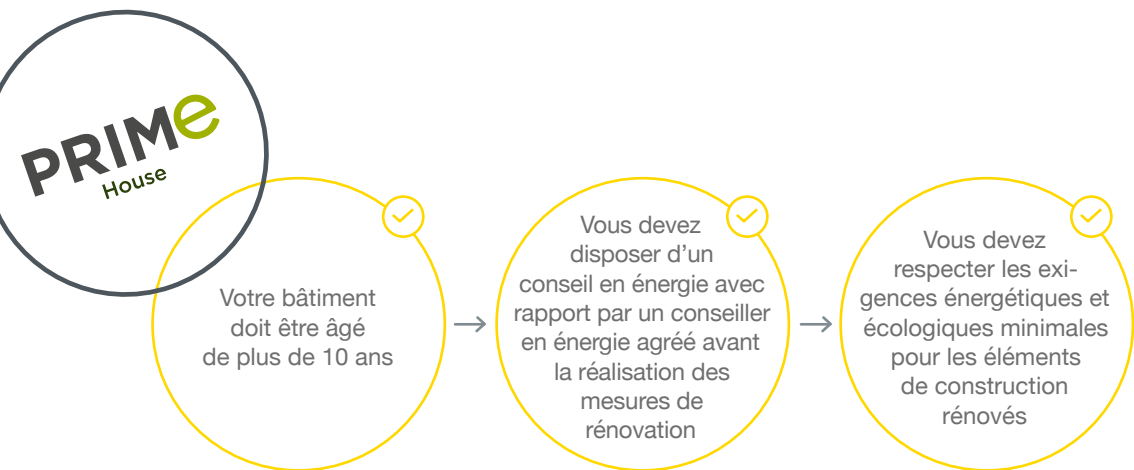 PRIMe
House
Votre bâtiment
doit être âgé
de plus de 10 ans
Vous devez
disposer d’un
conseil en énergie avec
rapport par un conseiller
en énergie agréé avant
la réalisation des
mesures de
rénovation
Vous devez
respecter les exi-
gences énergétiques et
écologiques minimales
pour les éléments
de construction
rénovés